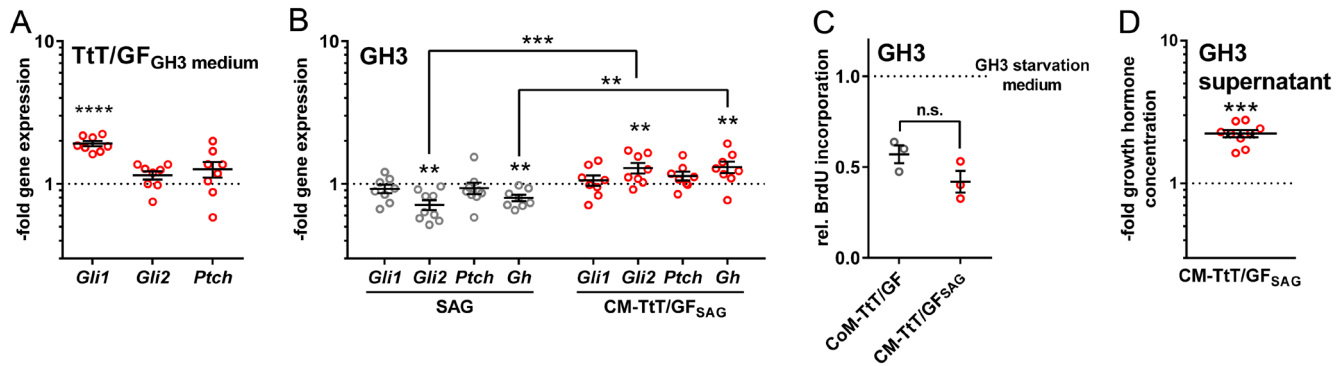 A
TtT/GF GH3 medium
-fold gene expression
10
1
****
Gli1 Gli2 Ptch
B
GH3
-fold gene expression
10
1
***
**
** ** ** **
Gli1 Gli2 Ptch Gh Gli1 Gli2 Ptch Gh
SAG CM-TtT/GFSAG
C
GH3
GH3 starvation
medium
rel. BrdU incorporation
1.0
0.5
0.0
n.s.
CoM-TtT/GF
CM-TtT/GFSAG
D
GH3
supernatant
-fold growth hormone
concentration
10
1
***
CM-TtT/GFSAG